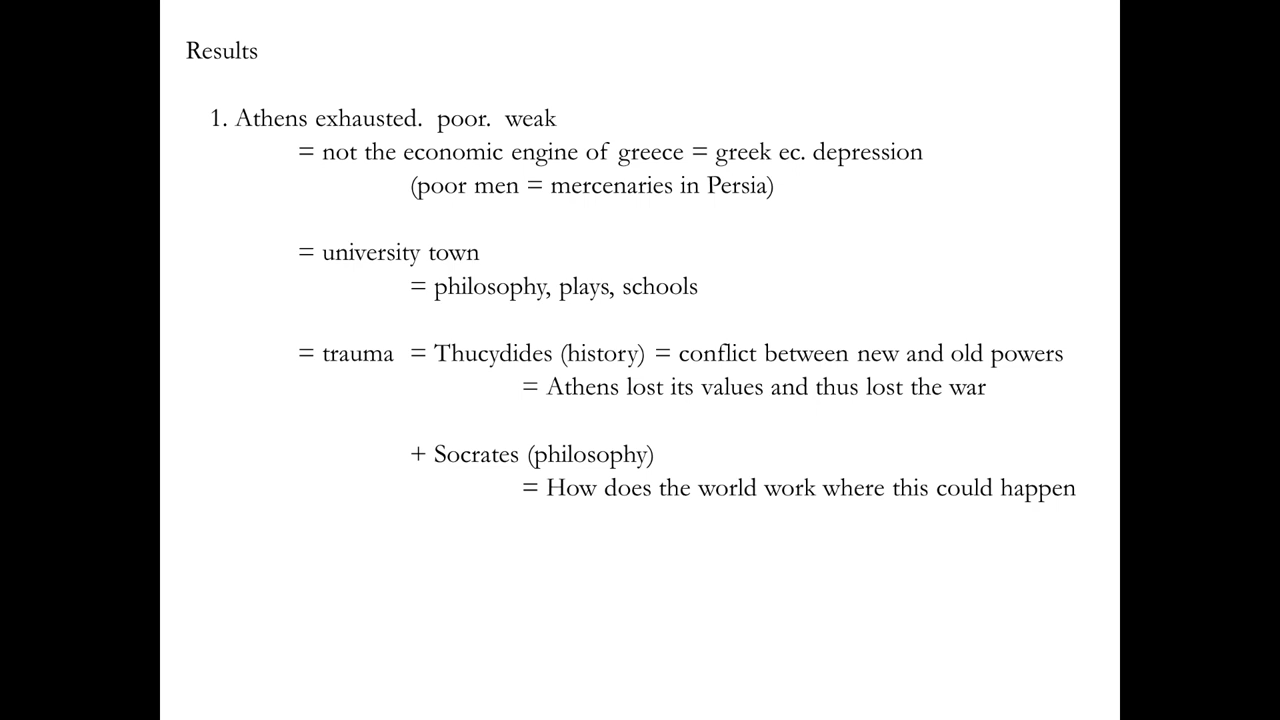 Results
1. Athens exhausted.  poor.  weak
= not the economic engine of greece = greek ec. depression
(poor men = mercenaries in Persia)
= university town
= philosophy, plays, schools
= trauma  = Thucydides (history) = conflict between new and old powers
= Athens lost its values and thus lost the war
+ Socrates (philosophy)
= How does the world work where this could happen